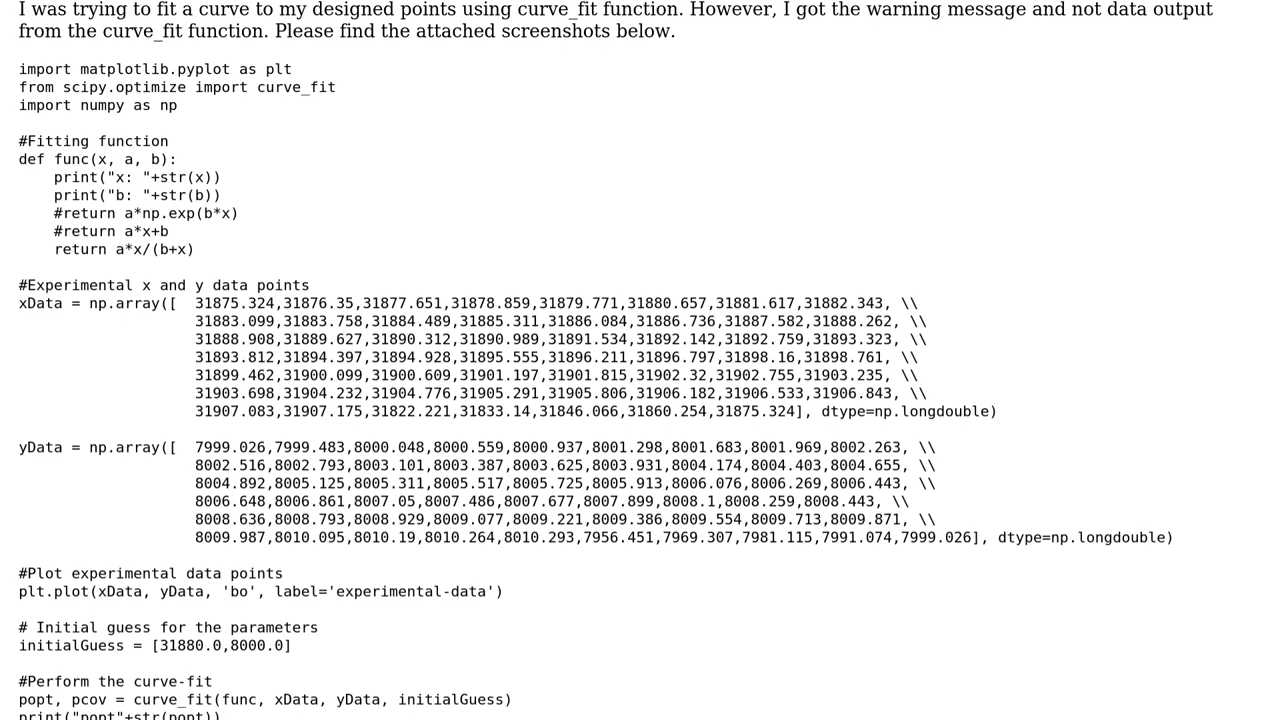 I was trying to fit a curve to my designed points using curve_fit function. However, I got the warning message and not data output
from the curve_fit function. Please find the attached screenshots below.
import matplotlib.pyplot as plt
from scipy.optimize import curve_fit
import numpy as np
#Fitting function
def func(x, a, b):
    print("x: "+str(x))
    print("b: "+str(b))
    #return a*np.exp(b*x)
    #return a*x+b
    return a*x/(b+x)
#Experimental x and y data points
xData = np.array([  31875.324,31876.35,31877.651,31878.859,31879.771,31880.657,31881.617,31882.343, \\
                    31883.099,31883.758,31884.489,31885.311,31886.084,31886.736,31887.582,31888.262, \\
                    31888.908,31889.627,31890.312,31890.989,31891.534,31892.142,31892.759,31893.323, \\
                    31893.812,31894.397,31894.928,31895.555,31896.211,31896.797,31898.16,31898.761, \\
                    31899.462,31900.099,31900.609,31901.197,31901.815,31902.32,31902.755,31903.235, \\
                    31903.698,31904.232,31904.776,31905.291,31905.806,31906.182,31906.533,31906.843, \\
                    31907.083,31907.175,31822.221,31833.14,31846.066,31860.254,31875.324], dtype=np.longdouble)
yData = np.array([  7999.026,7999.483,8000.048,8000.559,8000.937,8001.298,8001.683,8001.969,8002.263, \\
                    8002.516,8002.793,8003.101,8003.387,8003.625,8003.931,8004.174,8004.403,8004.655, \\
                    8004.892,8005.125,8005.311,8005.517,8005.725,8005.913,8006.076,8006.269,8006.443, \\
                    8006.648,8006.861,8007.05,8007.486,8007.677,8007.899,8008.1,8008.259,8008.443, \\
                    8008.636,8008.793,8008.929,8009.077,8009.221,8009.386,8009.554,8009.713,8009.871, \\
                    8009.987,8010.095,8010.19,8010.264,8010.293,7956.451,7969.307,7981.115,7991.074,7999.026], dtype=np.longdouble)
#Plot experimental data points
plt.plot(xData, yData, 'bo', label='experimental-data')
# Initial guess for the parameters
initialGuess = [31880.0,8000.0]
#Perform the curve-fit
popt, pcov = curve_fit(func, xData, yData, initialGuess)
print("popt"+str(popt))